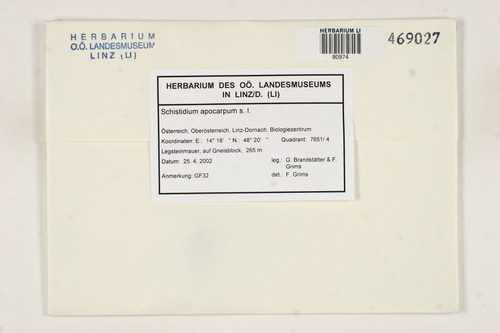 HERBARIUM
O.Ö. LANDESMUSEUM
LINZ (LI)
HERBARIUM LI
80974
469027
HERBARIUM DES OÖ. LANDESMUSEUMS
IN LINZ/D. (LI)
Schistidium apocarpum s. l.
Österreich, Oberösterreich, Linz-Dornach, Biologiezentrum
Koordinaten: E.: 14° 18' " N.: 48° 20' " Quadrant: 7651/ 4
Legsteinmauer, auf Gneisblock, 265 m
Datum: 25. 4. 2002 leg.: G. Brandstätter & F. Grims
Anmerkung: GF32 det.: F. Grims